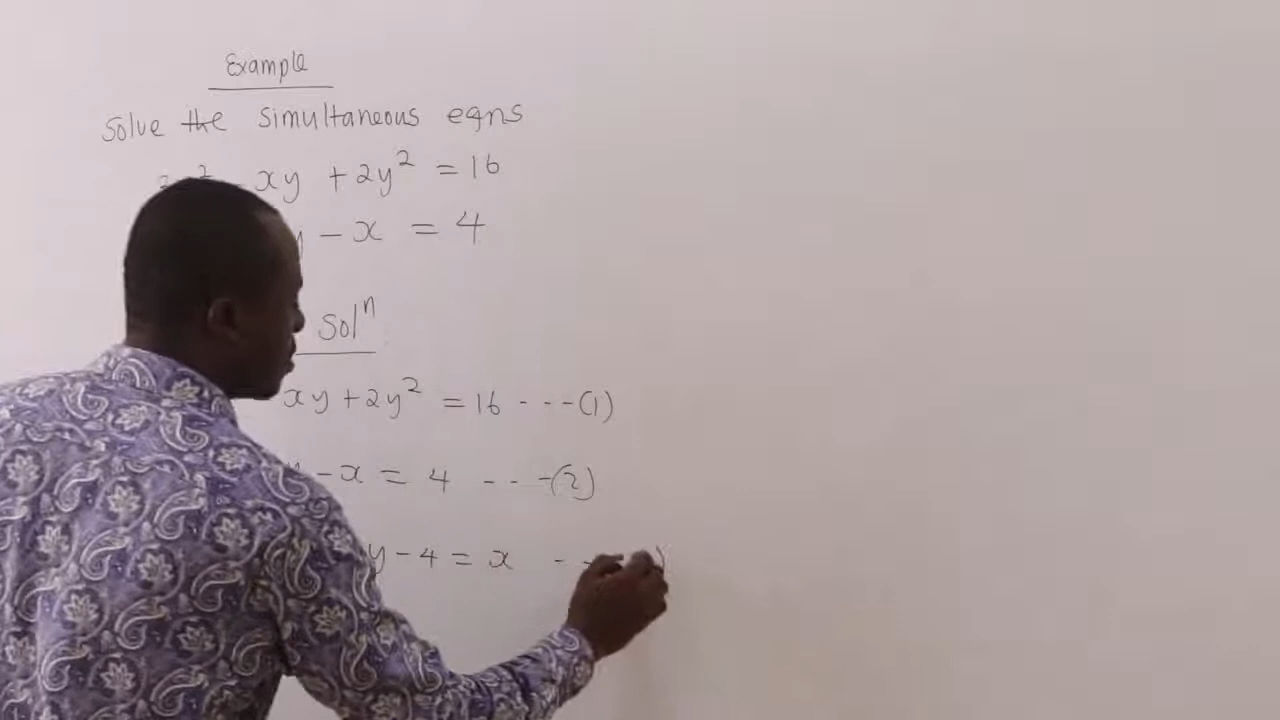 Example
Solve the simultaneous eqns
xy + 2y² = 16
- x = 4
Solⁿ
xy + 2y² = 16 - - - (1)
- x = 4 - - - (2)
y - 4 = x - -